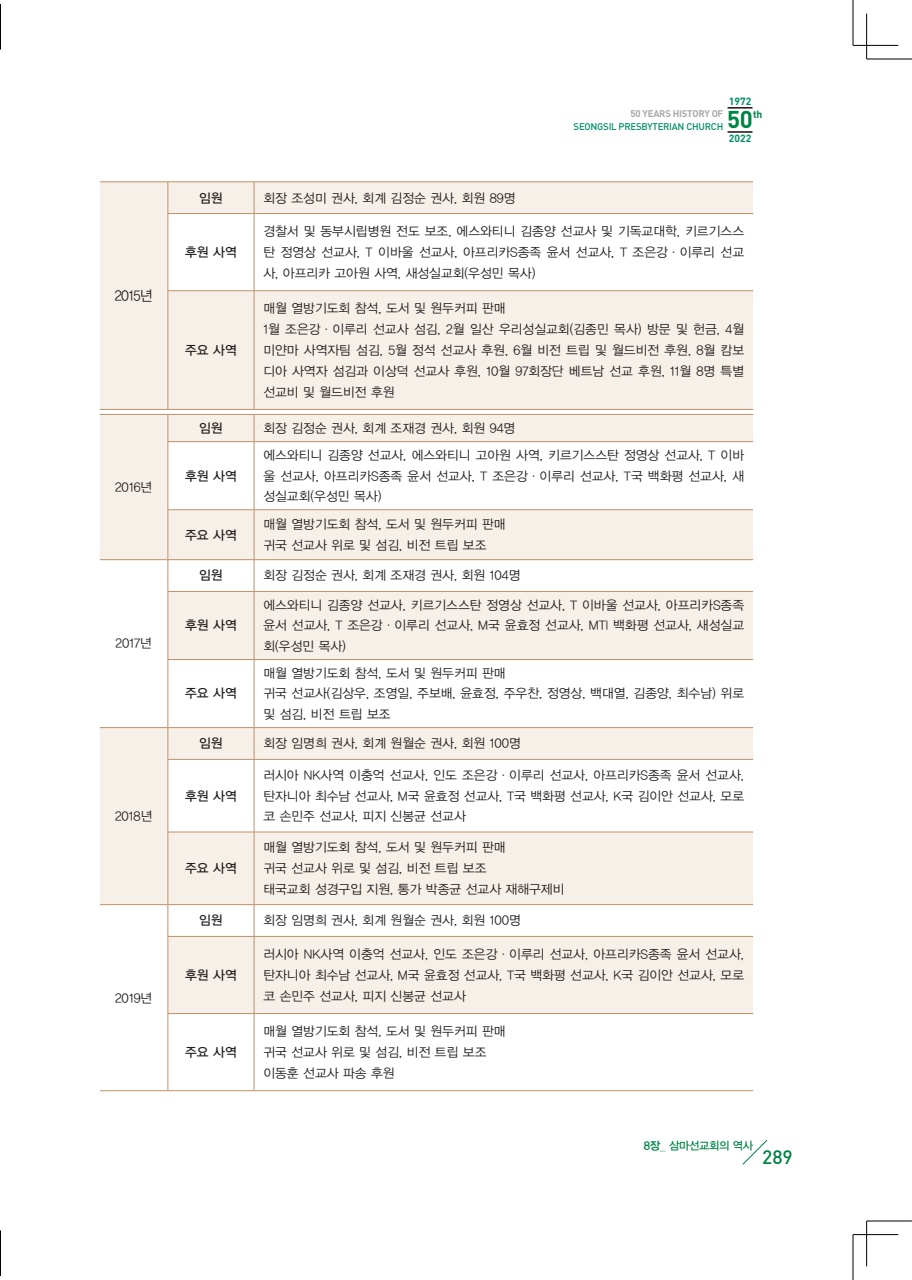 1972
50 YEARS HISTORY OF
50th
SEONGSIL PRESBYTERIAN CHURCH
2022
2015년
임원
회장 조성미 권사, 회계 김정순 권사, 회원 89명
후원 사역
경찰서 및 동부시립병원 전도 보조, 에스와티니 김종양 선교사 및 기독교대학, 키르기스스
탄 정영상 선교사, T 이바울 선교사, 아프리카S종족 윤서 선교사, T 조은강 · 이루리 선교
사, 아프리카 고아원 사역, 새성실교회(우성민 목사)
주요 사역
매월 열방기도회 참석, 도서 및 원두커피 판매
1월 조은강 · 이루리 선교사 섬김, 2월 일산 우리성실교회(김종민 목사) 방문 및 헌금, 4월
미얀마 사역자팀 섬김, 5월 정석 선교사 후원, 6월 비전 트립 및 월드비전 후원, 8월 캄보
디아 사역자 섬김과 이상덕 선교사 후원, 10월 97회장단 베트남 선교 후원, 11월 8명 특별
선교비 및 월드비전 후원
2016년
임원
회장 김정순 권사, 회계 조재경 권사, 회원 94명
후원 사역
에스와티니 김종양 선교사, 에스와티니 고아원 사역, 키르기스스탄 정영상 선교사, T 이바
울 선교사, 아프리카S종족 윤서 선교사, T 조은강 · 이루리 선교사, T국 백화평 선교사, 새
성실교회(우성민 목사)
주요 사역
매월 열방기도회 참석, 도서 및 원두커피 판매
귀국 선교사 위로 및 섬김, 비전 트립 보조
2017년
임원
회장 김정순 권사, 회계 조재경 권사, 회원 104명
후원 사역
에스와티니 김종양 선교사, 키르기스스탄 정영상 선교사, T 이바울 선교사, 아프리카S종족
윤서 선교사, T 조은강 · 이루리 선교사, M국 윤효정 선교사, MTI 백화평 선교사, 새성실교
회(우성민 목사)
주요 사역
매월 열방기도회 참석, 도서 및 원두커피 판매
귀국 선교사(김상우, 조영일, 주보배, 윤효정, 주우찬, 정영상, 백대열, 김종양, 최수남) 위로
및 섬김, 비전 트립 보조
2018년
임원
회장 임명희 권사, 회계 원월순 권사, 회원 100명
후원 사역
러시아 NK사역 이충억 선교사, 인도 조은강 · 이루리 선교사, 아프리카S종족 윤서 선교사,
탄자니아 최수남 선교사, M국 윤효정 선교사, T국 백화평 선교사, K국 김이안 선교사, 모로
코 손민주 선교사, 피지 신봉균 선교사
주요 사역
매월 열방기도회 참석, 도서 및 원두커피 판매
귀국 선교사 위로 및 섬김, 비전 트립 보조
태국교회 성경구입 지원, 통가 박종균 선교사 재해구제비
2019년
임원
회장 임명희 권사, 회계 원월순 권사, 회원 100명
후원 사역
러시아 NK사역 이충억 선교사, 인도 조은강 · 이루리 선교사, 아프리카S종족 윤서 선교사,
탄자니아 최수남 선교사, M국 윤효정 선교사, T국 백화평 선교사, K국 김이안 선교사, 모로
코 손민주 선교사, 피지 신봉균 선교사
주요 사역
매월 열방기도회 참석, 도서 및 원두커피 판매
귀국 선교사 위로 및 섬김, 비전 트립 보조
이동훈 선교사 파송 후원
8장_ 삼마선교회의 역사
289